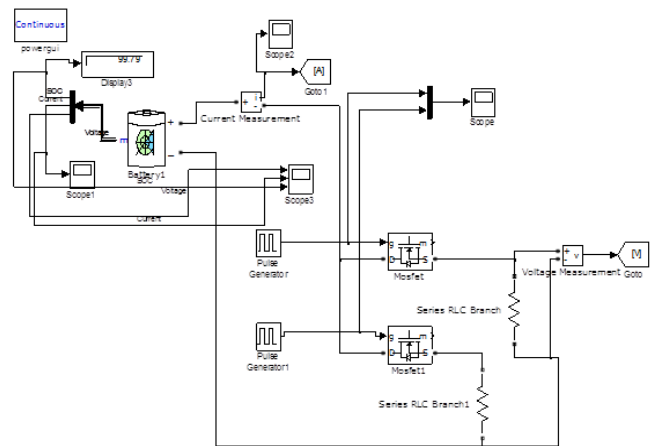 Continuous
powergui
99.79
Display3
SOC
Current
Voltage
m
+
−
Battery1
SOC
Scope1
Voltage
Current
Scope3
Scope2
[A]
Goto1
+
-
i
Current Measurement
Scope
Pulse
Generator
g
m
D
S
Mosfet
+
-
v
Voltage Measurement
[V]
Goto
Series RLC Branch
Pulse
Generator1
g
m
D
S
Mosfet1
Series RLC Branch1